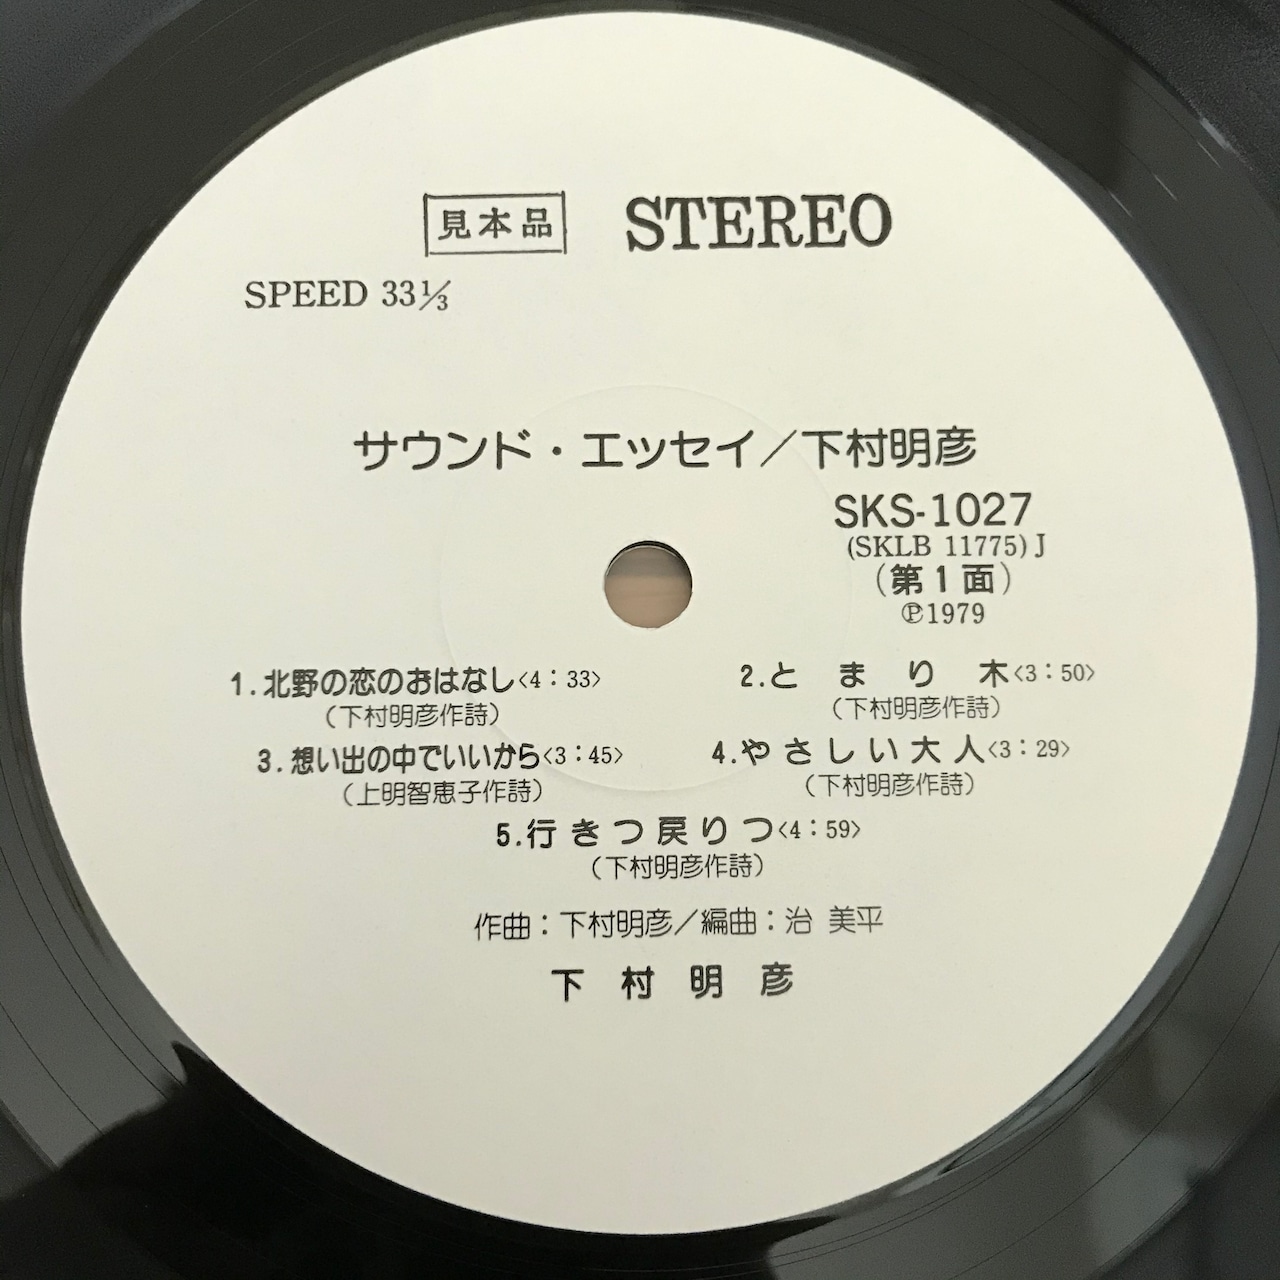 見本品 STEREO
SPEED 33⅓
サウンド・エッセイ／下村明彦
SKS-1027
(SKLB 11775) J
（第1面）
℗1979
1.北野の恋のおはなし〈4：33〉 2.とまり木〈3：50〉
（下村明彦作詩） （下村明彦作詩）
3.想い出の中でいいから〈3：45〉 4.やさしい大人〈3：29〉
（上明智恵子作詩） （下村明彦作詩）
5.行きつ戻りつ〈4：59〉
（下村明彦作詩）
作曲：下村明彦／編曲：治 美平
下村明彦